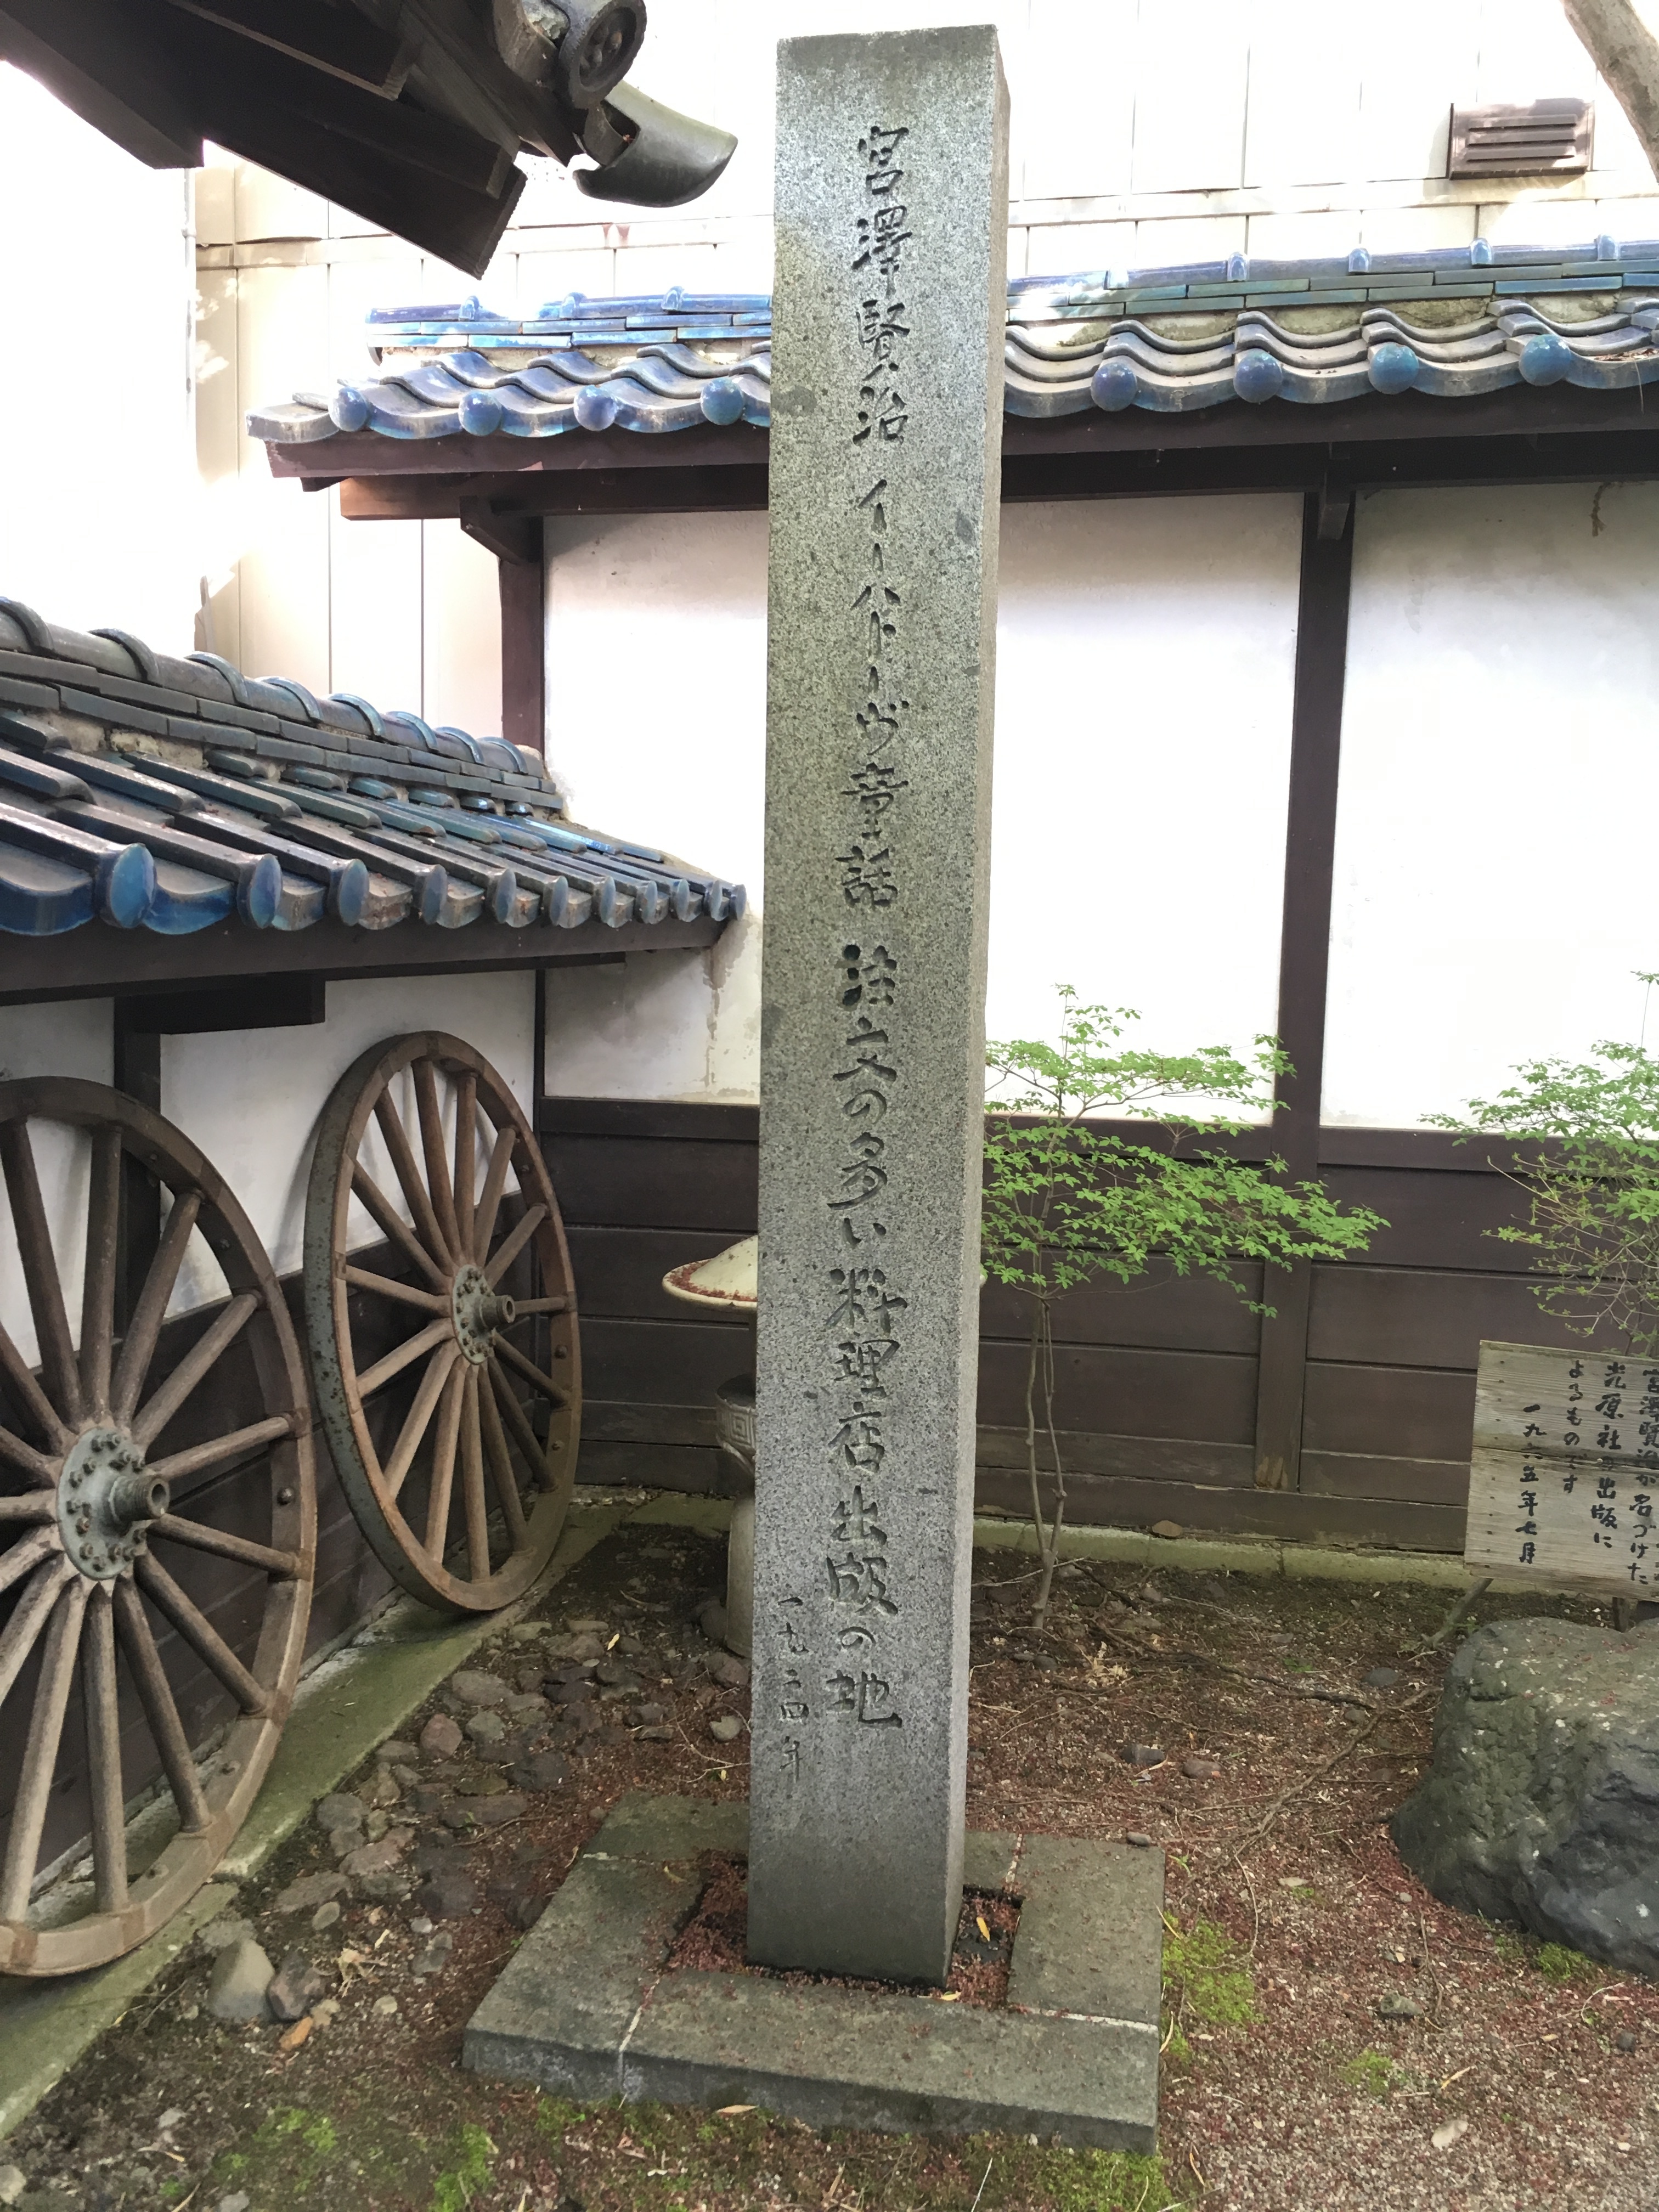 宮澤賢治 イーハトーヴ童話 注文の多い料理店出版の地
一九二四年
宮澤賢治が名づけた
光原社の出版に
よるものです
一九六五年七月